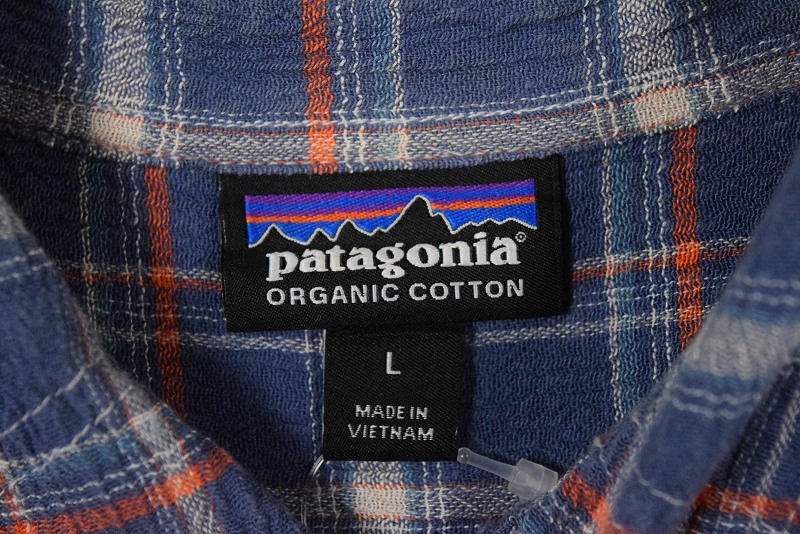 patagonia®
ORGANIC COTTON
L
MADE IN
VIETNAM